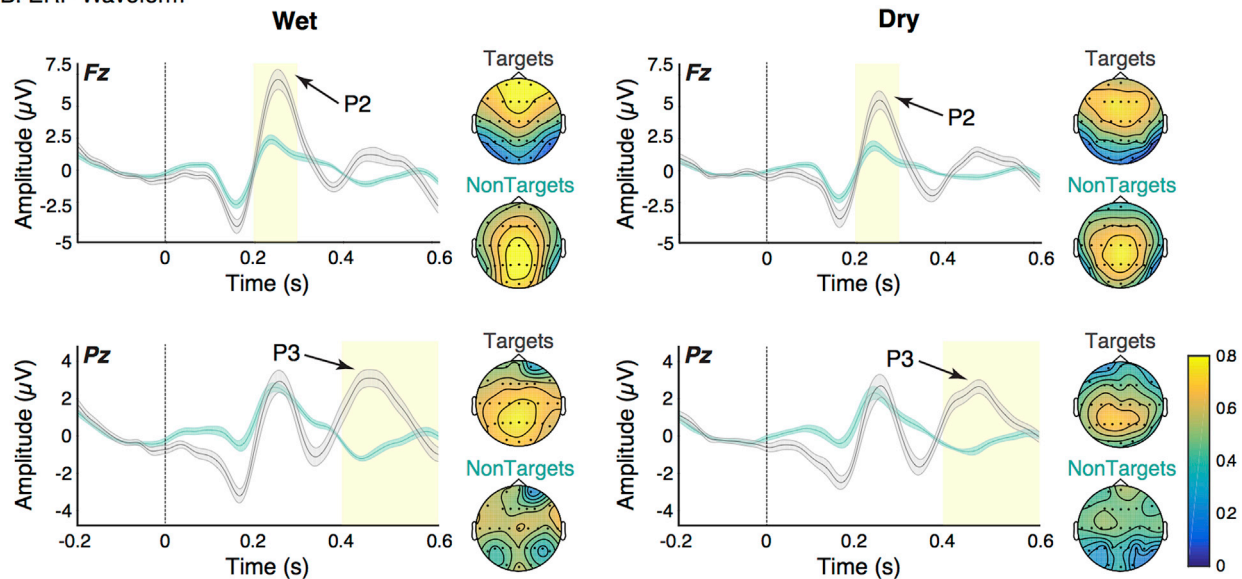 B. ERP Waveform
Wet
Dry
Fz
7.5
5
2.5
0
-2.5
-5
Amplitude (µV)
P2
0
0.2
0.4
0.6
Time (s)
Targets
NonTargets
Fz
7.5
5
2.5
0
-2.5
-5
Amplitude (µV)
P2
0
0.2
0.4
0.6
Time (s)
Targets
NonTargets
Pz
4
2
0
-2
-4
Amplitude (µV)
P3
-0.2
0
0.2
0.4
0.6
Time (s)
Targets
NonTargets
Pz
4
2
0
-2
-4
Amplitude (µV)
P3
-0.2
0
0.2
0.4
0.6
Time (s)
Targets
NonTargets
0.8
0.6
0.4
0.2
0